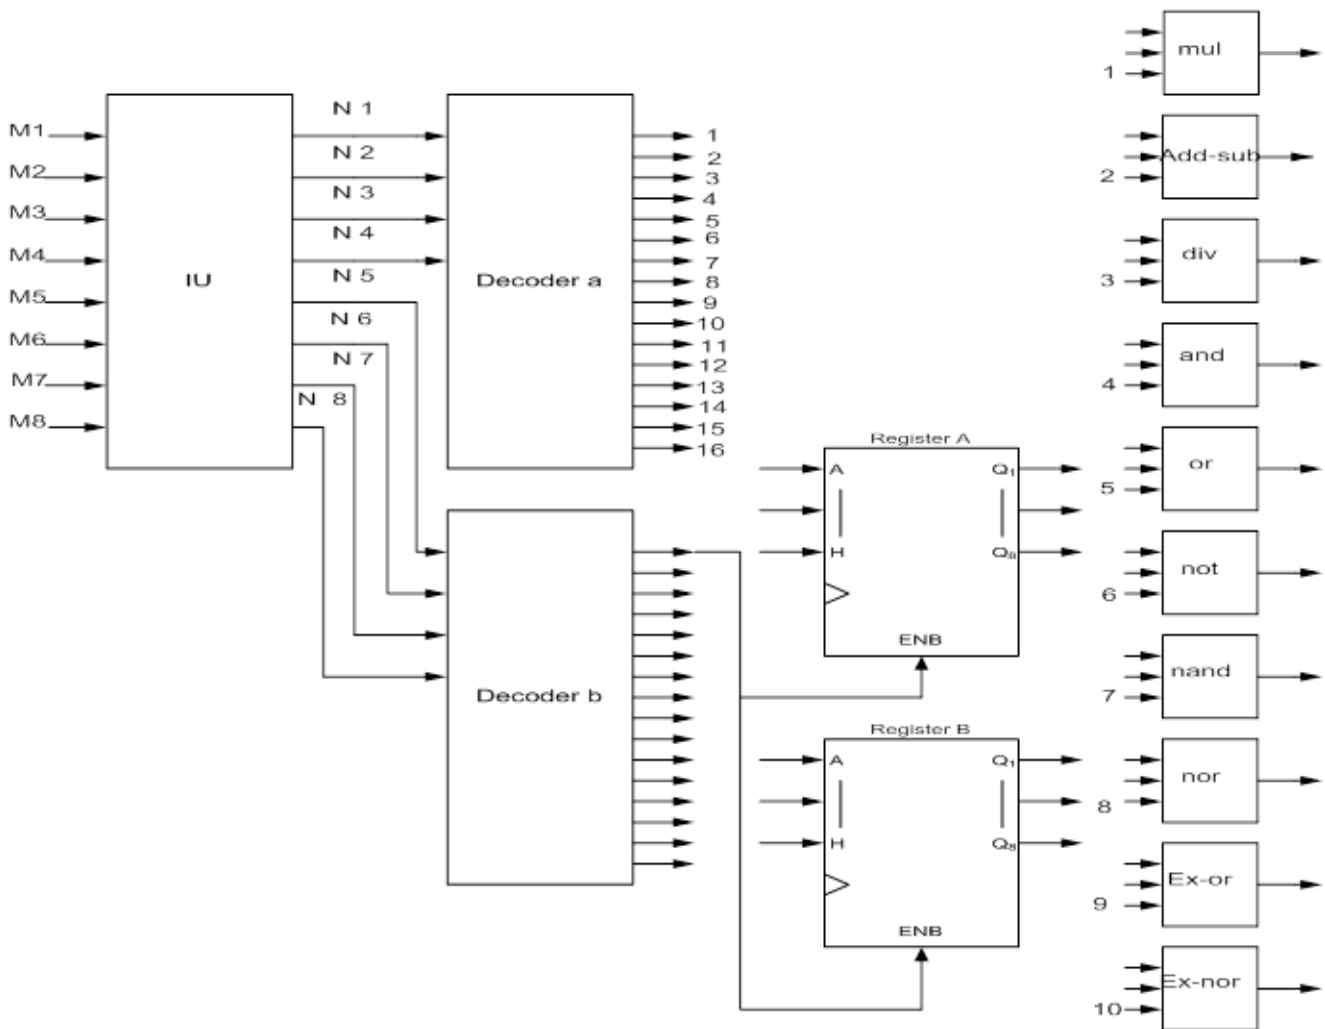 mul
1
N 1
M1
1
N 2
2
Add-sub
M2
3
2
N 3
4
M3
5
N 4
6
div
M4
7
N 5
IU
Decoder a
8
3
M5
9
N 6
10
M6
11
and
N 7
12
M7
13
4
N 8
14
M8
15
Register A
16
A
Q1
or
5
H
Q8
not
6
ENB
nand
Decoder b
7
Register B
A
Q1
nor
8
H
Q8
Ex-or
9
ENB
Ex-nor
10